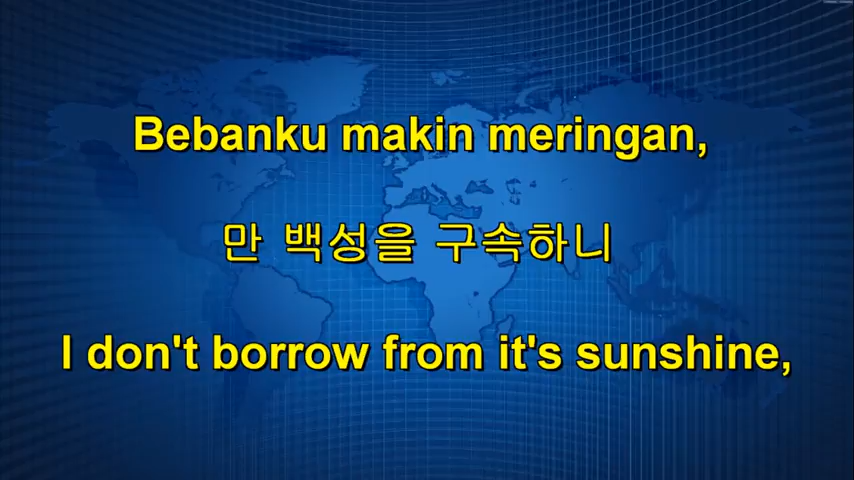 Bebanku makin meringan,
만 백성을 구속하니
I don't borrow from it's sunshine,